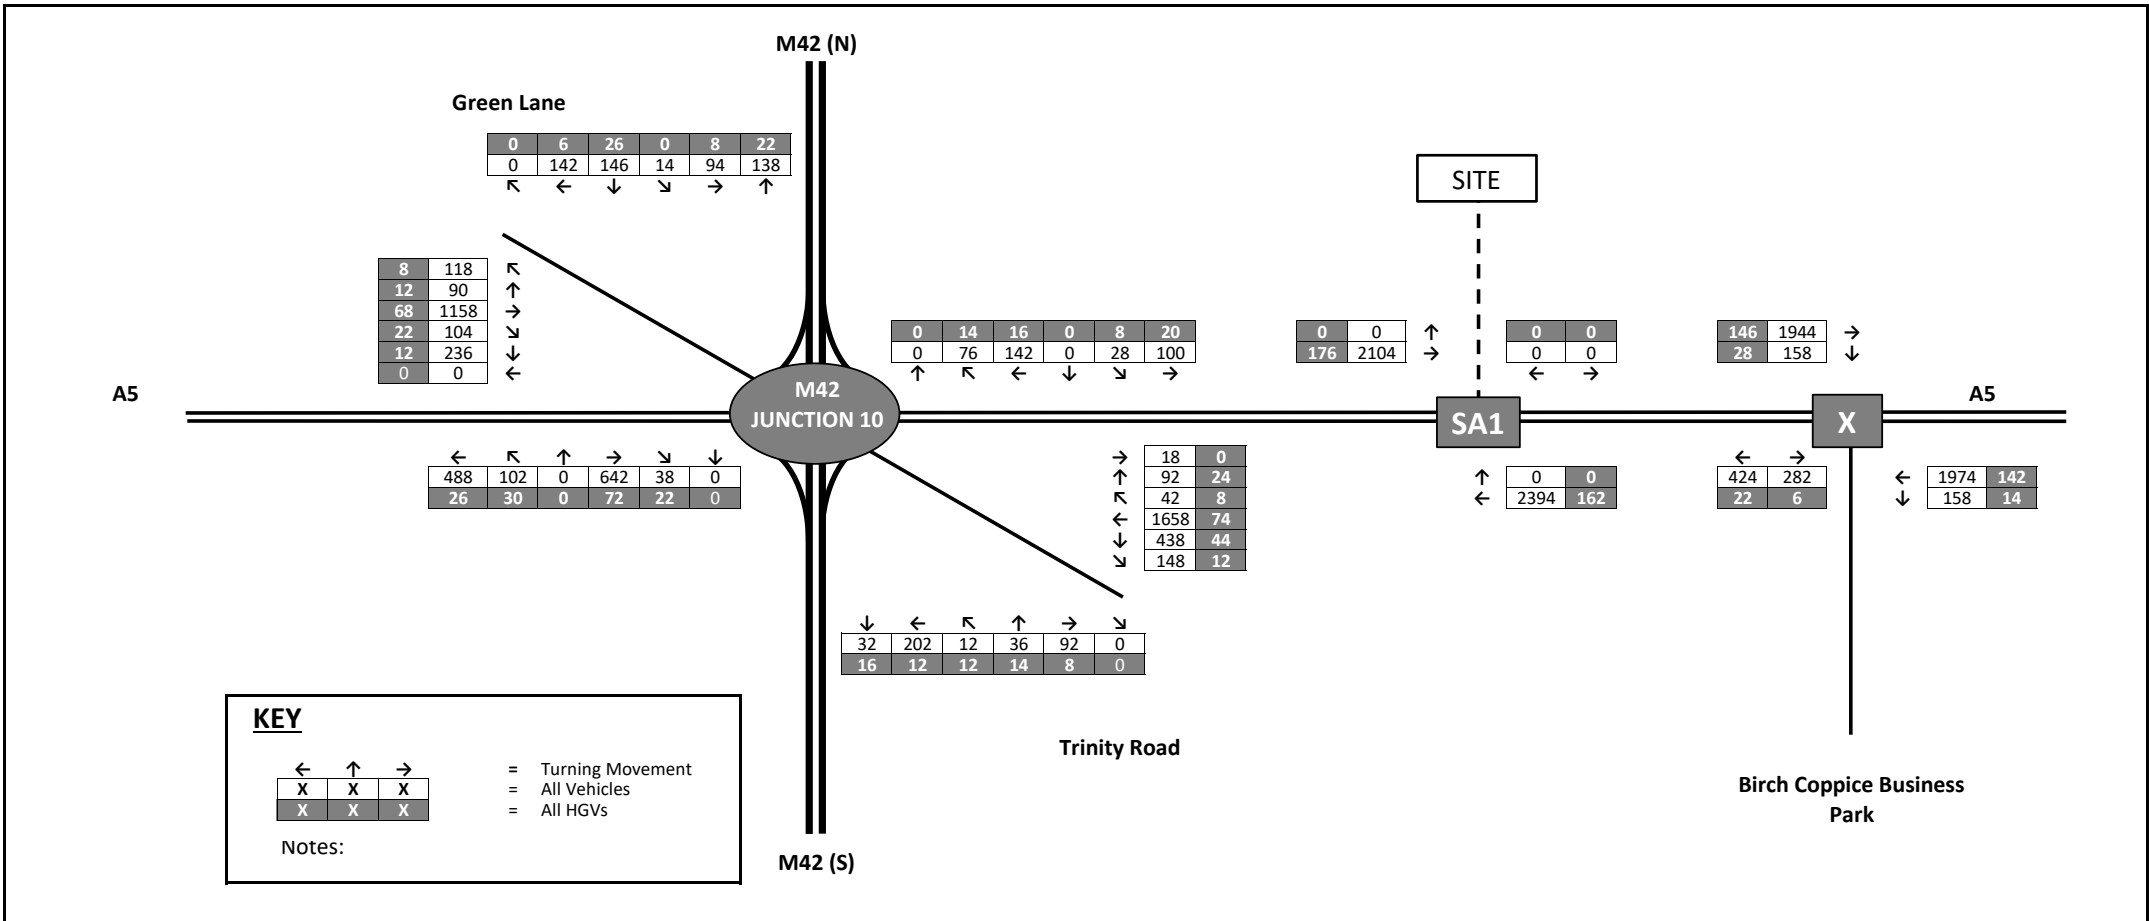 M42 (N)
Green Lane
0 6 26 0 8 22
0 142 146 14 94 138
↖ ← ↓ ↘ → ↑
SITE
8 118 ↖
12 90 ↑
68 1158 →
22 104 ↘
12 236 ↓
0 0 ←
0 14 16 0 8 20
0 76 142 0 28 100
↑ ↖ ← ↓ ↘ →
0 0 ↑
176 2104 →
0 0
0 0
← →
146 1944 →
28 158 ↓
A5
M42
JUNCTION 10
SA1
X
A5
← ↖ ↑ → ↘ ↓
488 102 0 642 38 0
26 30 0 72 22 0
→ 18 0
↑ 92 24
↖ 42 8
← 1658 74
↓ 438 44
↘ 148 12
↑ 0 0
← 2394 162
← →
424 282
22 6
← 1974 142
↓ 158 14
↓ ← ↖ ↑ → ↘
32 202 12 36 92 0
16 12 12 14 8 0
Trinity Road
Birch Coppice Business
Park
KEY
← ↑ → = Turning Movement
X X X = All Vehicles
X X X = All HGVs
Notes:
M42 (S)